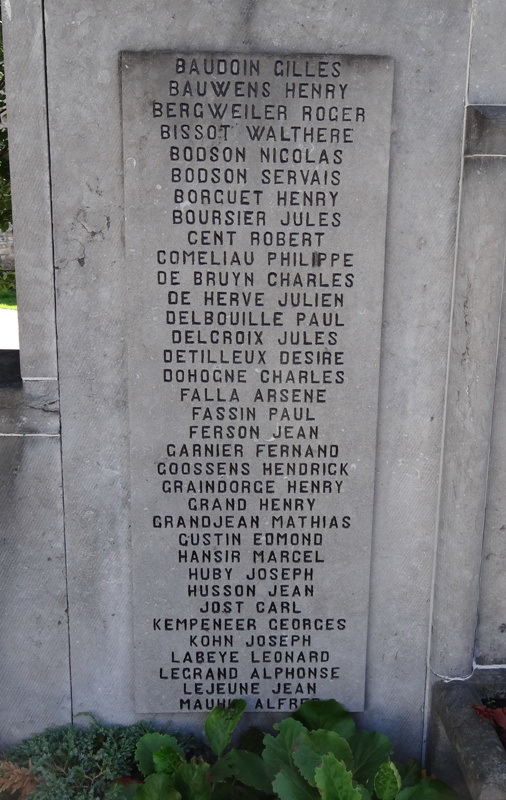 BAUDOIN GILLES
BAUWENS HENRY
BERGWEILER ROGER
BISSOT WALTHERE
BODSON NICOLAS
BODSON SERVAIS
BORGUET HENRY
BOURSIER JULES
CENT ROBERT
COMELIAU PHILIPPE
DE BRUYN CHARLES
DE HERVE JULIEN
DELBOUILLE PAUL
DELCROIX JULES
DETILLEUX DESIRE
DOHOGNE CHARLES
FALLA ARSENE
FASSIN PAUL
FERSON JEAN
GARNIER FERNAND
GOOSSENS HENDRICK
GRAINDORGE HENRY
GRAND HENRY
GRANDJEAN MATHIAS
GUSTIN EDMOND
HANSIR MARCEL
HUBY JOSEPH
HUSSON JEAN
JOST CARL
KEMPENEER GEORGES
KOHN JOSEPH
LABEYE LEONARD
LEGRAND ALPHONSE
LEJEUNE JEAN
ALFRED